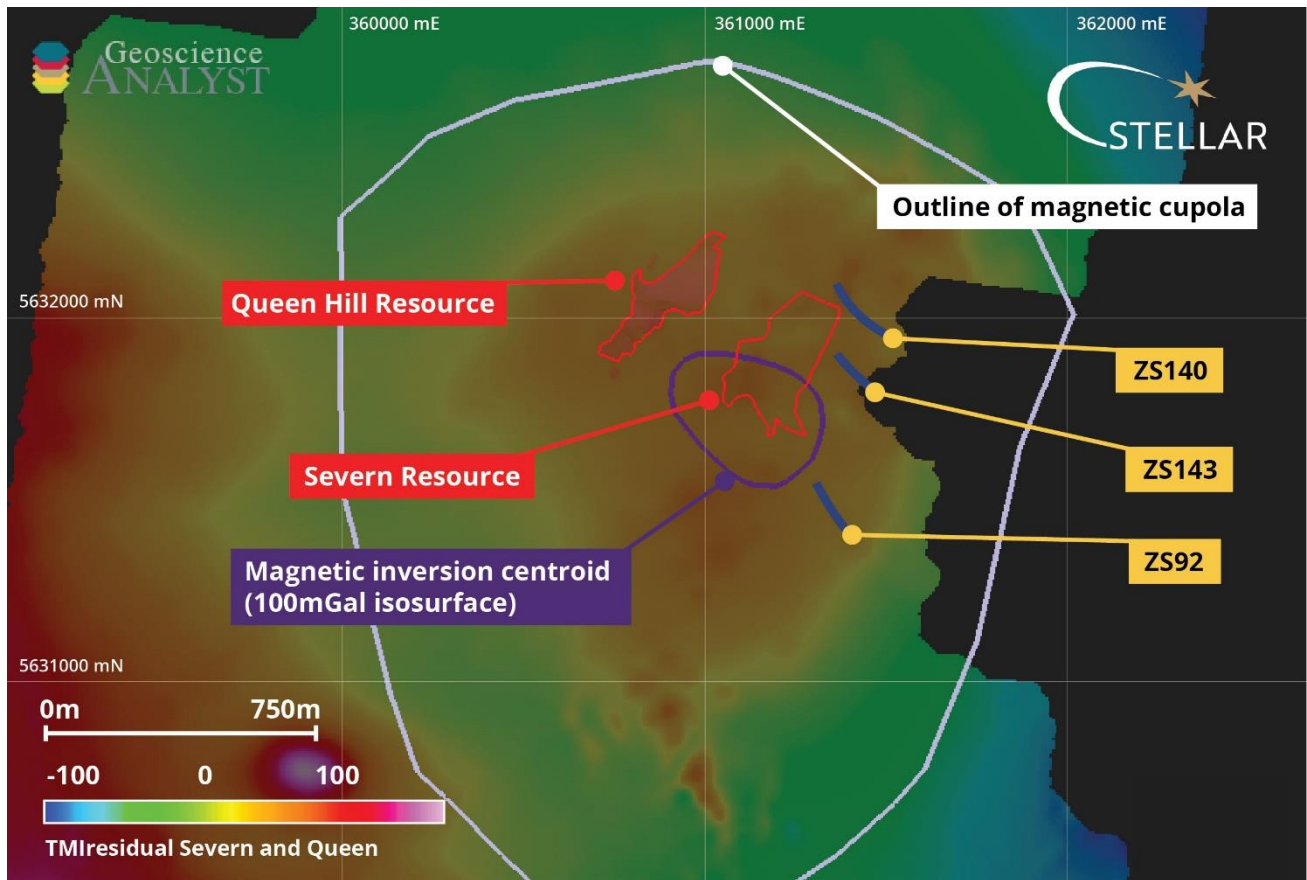 360000 mE
361000 mE
362000 mE
Geoscience
ANALYST
STELLAR
Outline of magnetic cupola
Queen Hill Resource
5632000 mN
ZS140
ZS143
Severn Resource
ZS92
Magnetic inversion centroid
(100mGal isosurface)
5631000 mN
0m 750m
-100 0 100
TMIresidual Severn and Queen